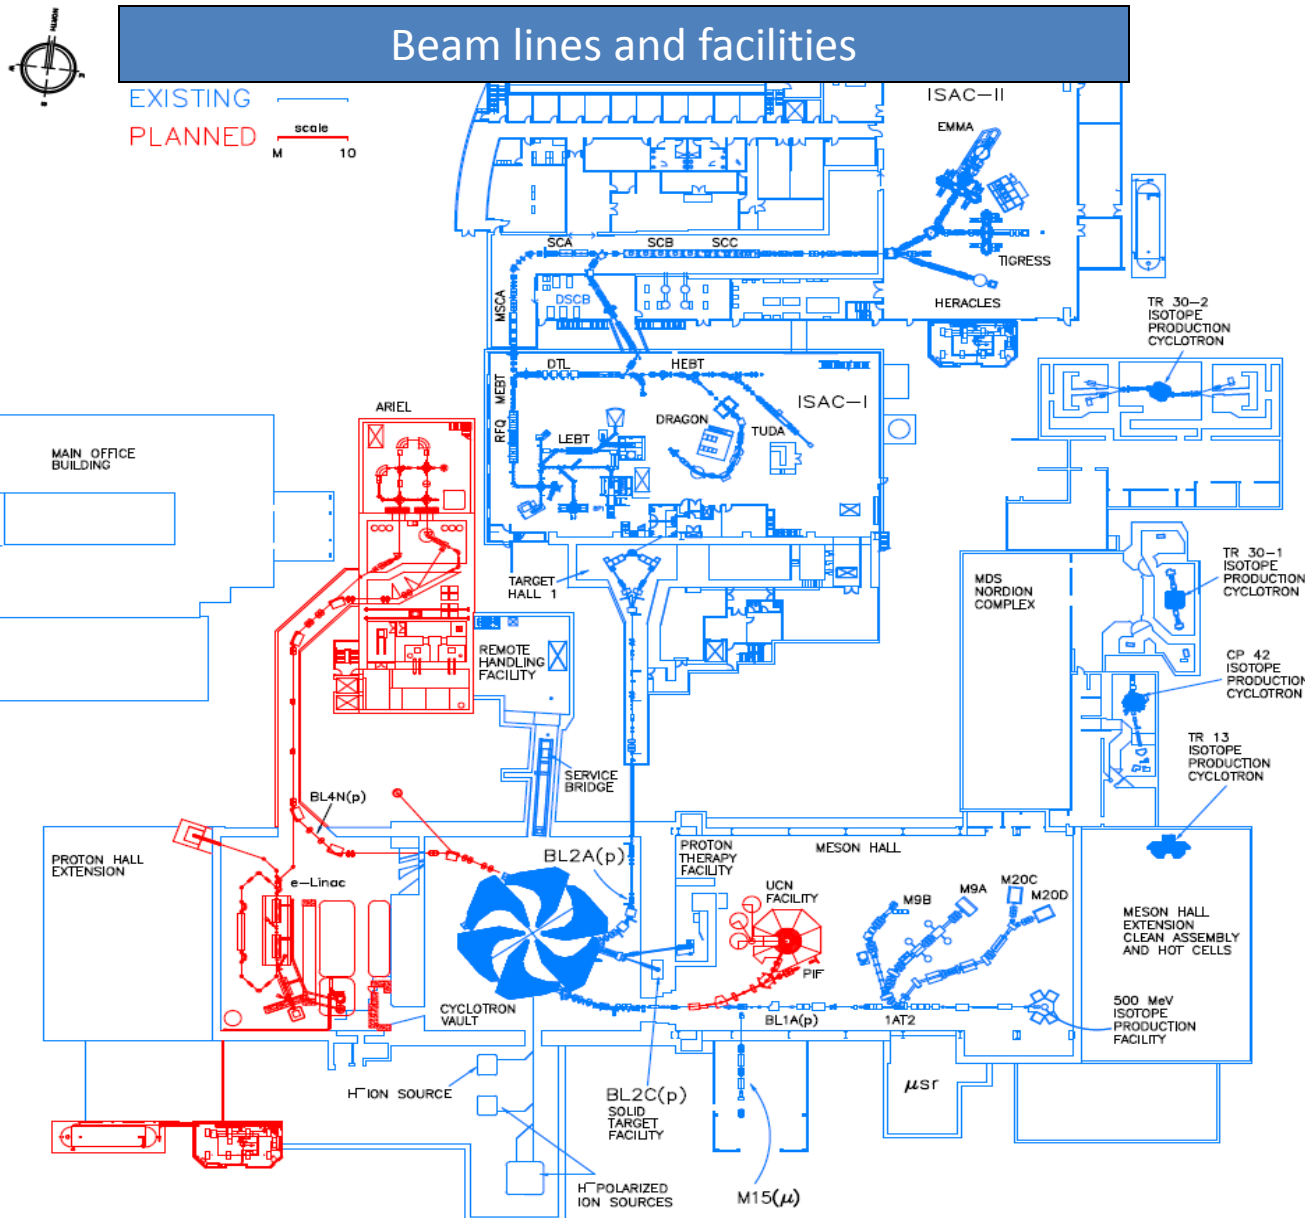 Beam lines and facilities
NORTH
EXISTING
PLANNED
scale
M 10
ISAC-II
EMMA
SCA
SCB
SCC
TIGRESS
HERACLES
MSCA
DSCB
TR 30-2
ISOTOPE
PRODUCTION
CYCLOTRON
DTL
HEBT
MEBT
RFQ
ISAC-I
DRAGON
TUDA
LEBT
ARIEL
MAIN OFFICE
BUILDING
TARGET
HALL 1
MDS
NORDION
COMPLEX
TR 30-1
ISOTOPE
PRODUCTION
CYCLOTRON
REMOTE
HANDLING
FACILITY
CP 42
ISOTOPE
PRODUCTION
CYCLOTRON
TR 13
ISOTOPE
PRODUCTION
CYCLOTRON
SERVICE
BRIDGE
BL4N(p)
BL2A(p)
PROTON
THERAPY
FACILITY
MESON HALL
PROTON HALL
EXTENSION
e-Linac
UCN
FACILITY
M9B
M9A
M20C
M20D
MESON HALL
EXTENSION
CLEAN ASSEMBLY
AND HOT CELLS
PIF
CYCLOTRON
VAULT
BL1A(p)
1AT2
500 MeV
ISOTOPE
PRODUCTION
FACILITY
H⁻ ION SOURCE
BL2C(p)
SOLID
TARGET
FACILITY
μsr
H⁻ POLARIZED
ION SOURCES
M15(μ)